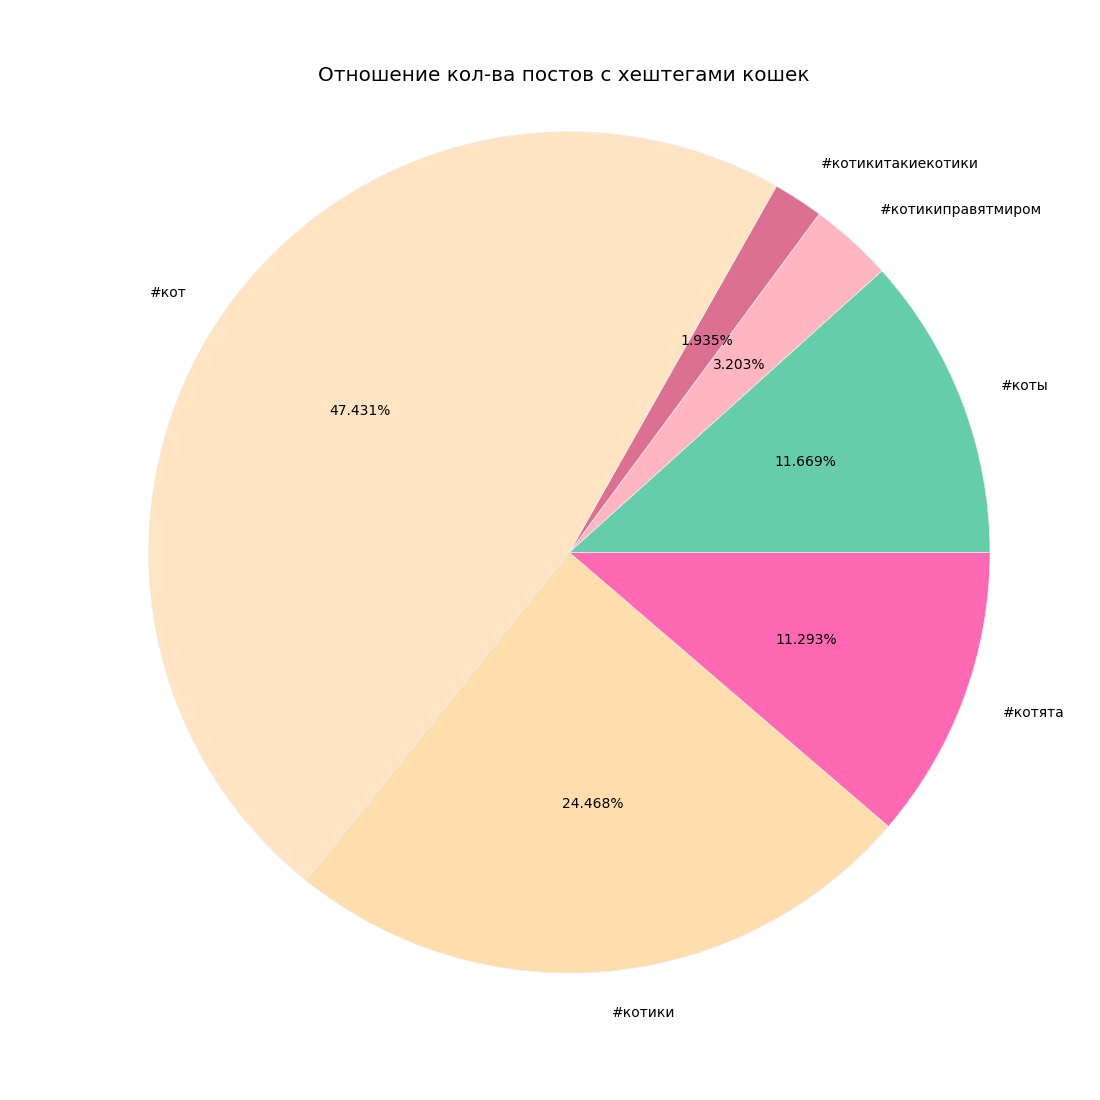 Отношение кол-ва постов с хештегами кошек
#котикитакиекотики
#котикиправятмиром
#кот
1.935%
3.203%
#коты
47.431%
11.669%
11.293%
#котята
24.468%
#котики